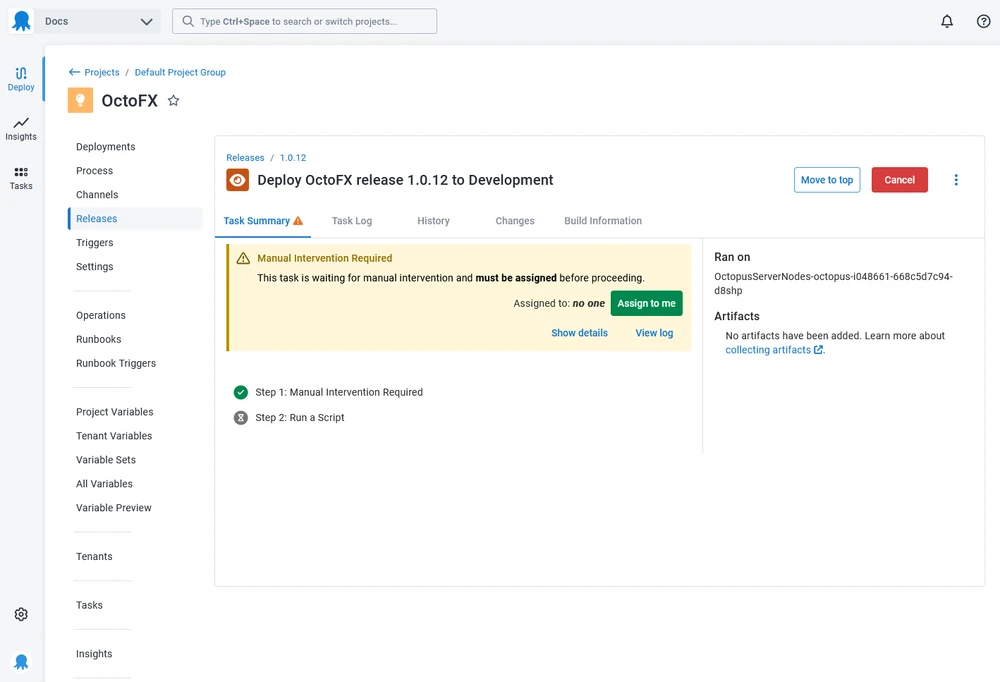 Docs
Type Ctrl+Space to search or switch projects...
Deploy
Insights
Tasks
Projects / Default Project Group
OctoFX
Deployments
Process
Channels
Releases
Triggers
Settings
Operations
Runbooks
Runbook Triggers
Project Variables
Tenant Variables
Variable Sets
All Variables
Variable Preview
Tenants
Tasks
Insights
Releases / 1.0.12
Deploy OctoFX release 1.0.12 to Development
Move to top
Cancel
Task Summary
Task Log
History
Changes
Build Information
Manual Intervention Required
This task is waiting for manual intervention and must be assigned before proceeding.
Assigned to: no one
Assign to me
Show details
View log
Step 1: Manual Intervention Required
Step 2: Run a Script
Ran on
OctopusServerNodes-octopus-i048661-668c5d7c94-
d8shp
Artifacts
No artifacts have been added. Learn more about
collecting artifacts.